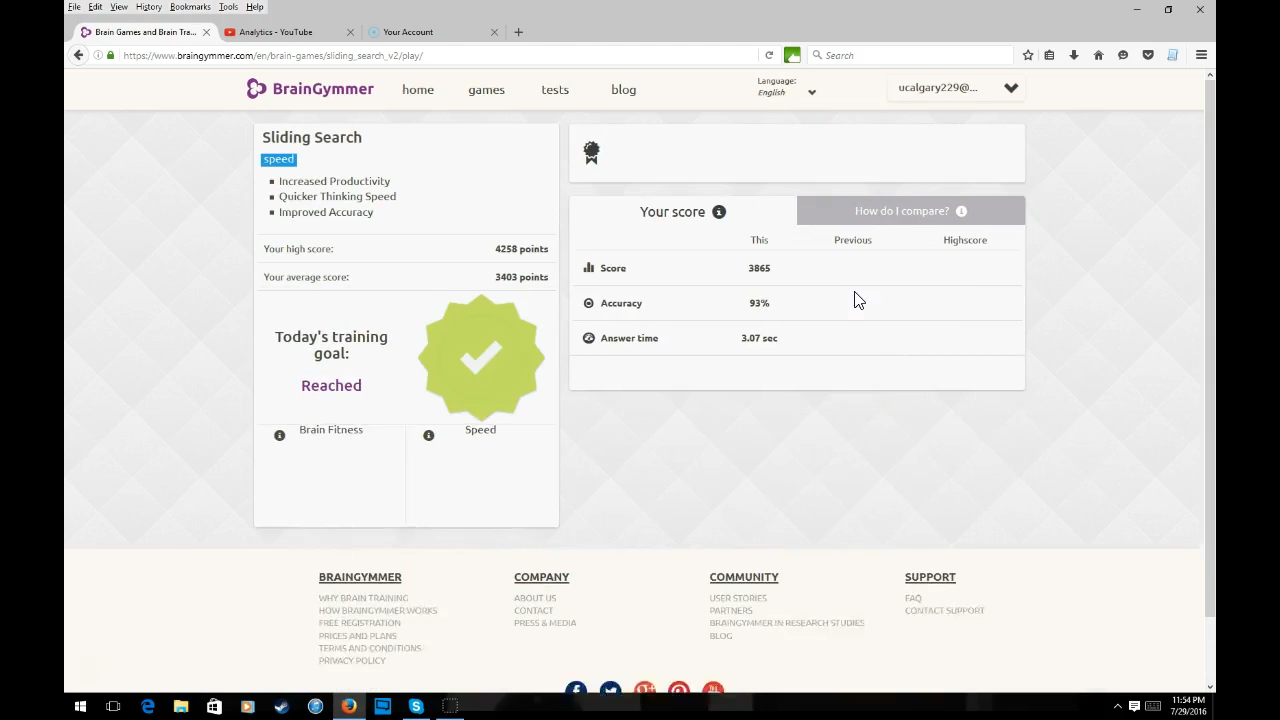 File Edit View History Bookmarks Tools Help
Brain Games and Brain Tra...
Analytics - YouTube
Your Account
https://www.braingymmer.com/en/brain-games/sliding_search_v2/play/
Search
BrainGymmer
home
games
tests
blog
Language:
English
ucalgary229@...
Sliding Search
speed
Increased Productivity
Quicker Thinking Speed
Improved Accuracy
Your high score: 4258 points
Your average score: 3403 points
Today's training
goal:
Reached
Brain Fitness
Speed
Your score
How do I compare?
This Previous Highscore
Score 3865
Accuracy 93%
Answer time 3.07 sec
BRAINGYMMER
WHY BRAIN TRAINING
HOW BRAINGYMMER WORKS
FREE REGISTRATION
PRICES AND PLANS
TERMS AND CONDITIONS
PRIVACY POLICY
COMPANY
ABOUT US
CONTACT
PRESS & MEDIA
COMMUNITY
USER STORIES
PARTNERS
BRAINGYMMER IN RESEARCH STUDIES
BLOG
SUPPORT
FAQ
CONTACT SUPPORT
11:54 PM
7/29/2016